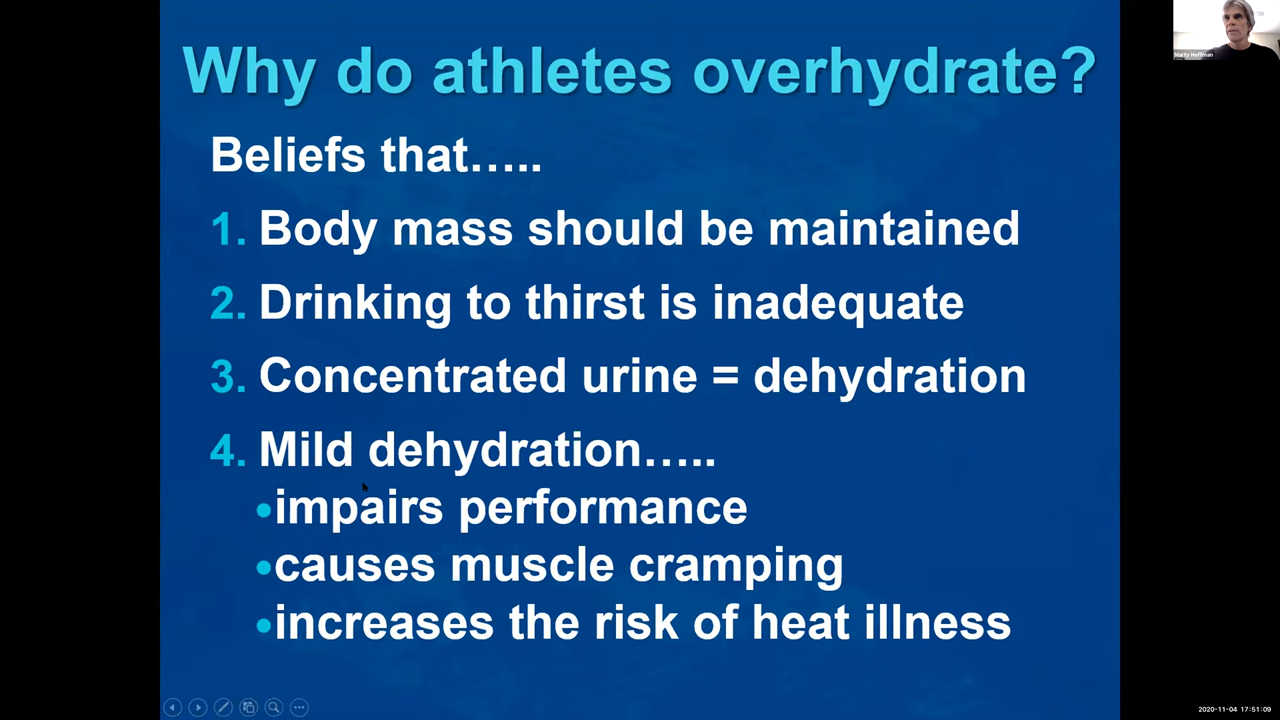 Why do athletes overhydrate?
Marty Hoffman
Beliefs that…..
1. Body mass should be maintained
2. Drinking to thirst is inadequate
3. Concentrated urine = dehydration
4. Mild dehydration…..
•impairs performance
•causes muscle cramping
•increases the risk of heat illness
2020-11-04 17:51:09